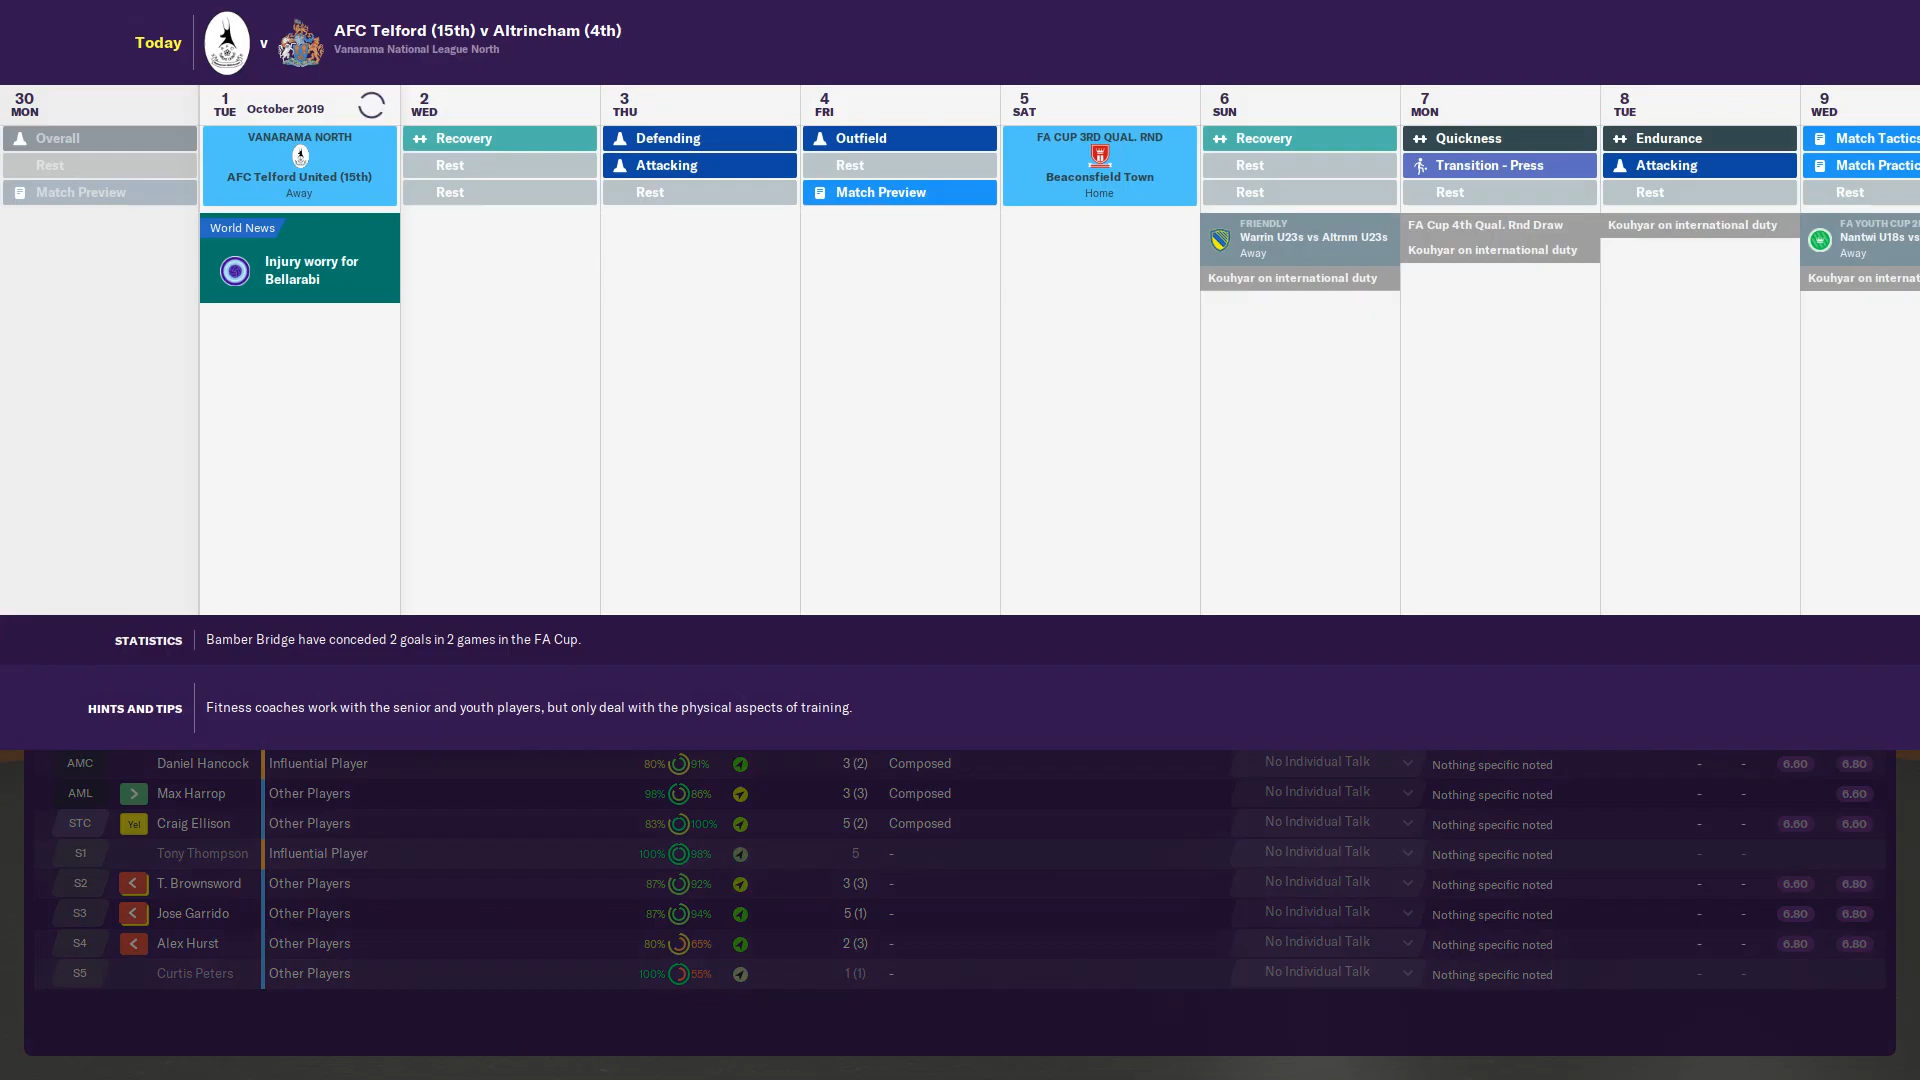 Today
v
AFC Telford (15th) v Altrincham (4th)
Vanarama National League North
30
MON
1
TUE October 2019
2
WED
3
THU
4
FRI
5
SAT
6
SUN
7
MON
8
TUE
9
WED
Overall
Rest
Match Preview
VANARAMA NORTH
AFC Telford United (15th)
Away
World News
Injury worry for
Bellarabi
Recovery
Rest
Rest
Defending
Attacking
Rest
Outfield
Rest
Match Preview
FA CUP 3RD QUAL. RND
Beaconsfield Town
Home
Recovery
Rest
Rest
FRIENDLY
Warrin U23s vs Altrnm U23s
Away
Kouhyar on international duty
Quickness
Transition - Press
Rest
FA Cup 4th Qual. Rnd Draw
Kouhyar on international duty
Endurance
Attacking
Rest
Kouhyar on international duty
Match Tactics
Match Practic
Rest
FA YOUTH CUP 2
Nantwi U18s vs
Away
Kouhyar on internat
STATISTICS Bamber Bridge have conceded 2 goals in 2 games in the FA Cup.
HINTS AND TIPS Fitness coaches work with the senior and youth players, but only deal with the physical aspects of training.
AMC Daniel Hancock Influential Player 80% 91% 3 (2) Composed No Individual Talk Nothing specific noted - - 6.60 6.80
AML Max Harrop Other Players 98% 86% 3 (3) Composed No Individual Talk Nothing specific noted - - 6.60
STC Yel Craig Ellison Other Players 83% 100% 5 (2) Composed No Individual Talk Nothing specific noted - - 6.60 6.60
S1 Tony Thompson Influential Player 100% 98% 5 - No Individual Talk Nothing specific noted - -
S2 T. Brownsword Other Players 87% 92% 3 (3) - No Individual Talk Nothing specific noted - - 6.60 6.80
S3 Jose Garrido Other Players 87% 94% 5 (1) - No Individual Talk Nothing specific noted - - 6.80 6.80
S4 Alex Hurst Other Players 80% 65% 2 (3) - No Individual Talk Nothing specific noted - - 6.80 6.80
S5 Curtis Peters Other Players 100% 55% 1 (1) - No Individual Talk Nothing specific noted - -